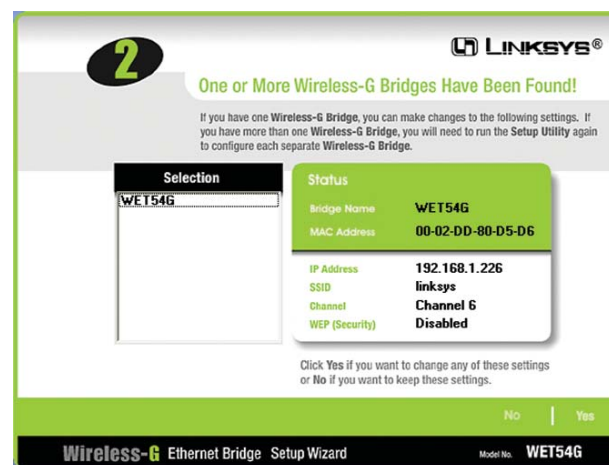 2
LINKSYS®
One or More Wireless-G Bridges Have Been Found!
If you have one Wireless-G Bridge, you can make changes to the following settings. If
you have more than one Wireless-G Bridge, you will need to run the Setup Utility again
to configure each separate Wireless-G Bridge.
Selection
WET54G
Status
Bridge Name WET54G
MAC Address 00-02-DD-80-D5-D6
IP Address 192.168.1.226
SSID linksys
Channel Channel 6
WEP (Security) Disabled
Click Yes if you want to change any of these settings
or No if you want to keep these settings.
No | Yes
Wireless-G Ethernet Bridge Setup Wizard Model No. WET54G